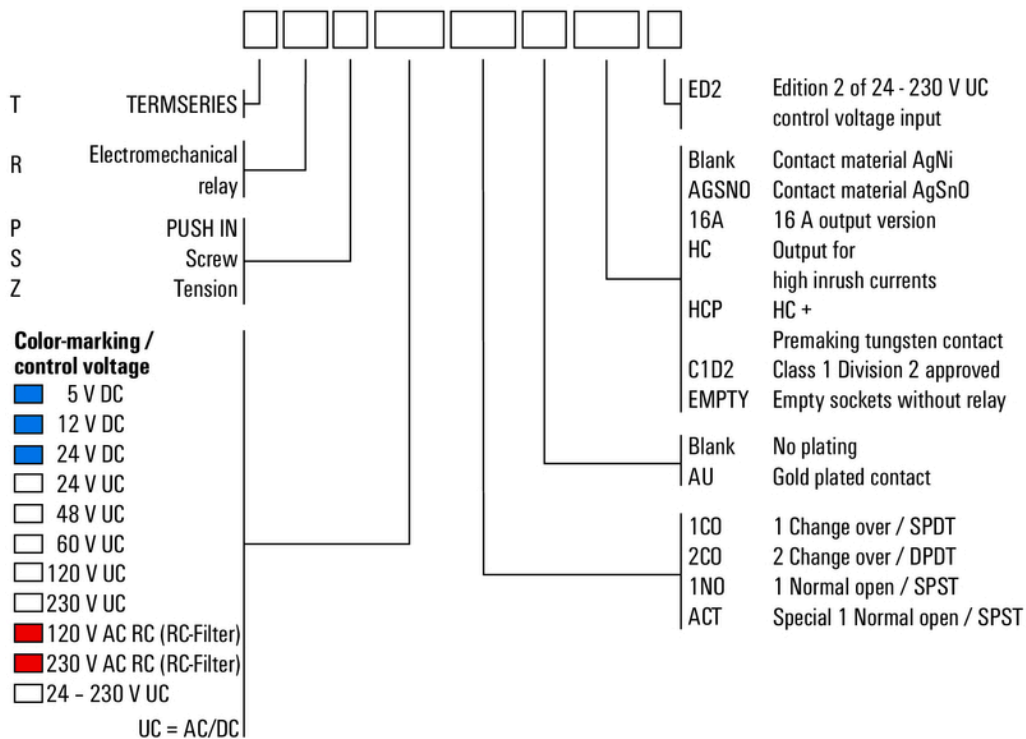 T TERMSERIES
R Electromechanical
relay
P PUSH IN
S Screw
Z Tension
Color-marking /
control voltage
5 V DC
12 V DC
24 V DC
24 V UC
48 V UC
60 V UC
120 V UC
230 V UC
120 V AC RC (RC-Filter)
230 V AC RC (RC-Filter)
24 – 230 V UC
UC = AC/DC
ED2 Edition 2 of 24 - 230 V UC
control voltage input
Blank Contact material AgNi
AGSNO Contact material AgSnO
16A 16 A output version
HC Output for
high inrush currents
HCP HC +
Premaking tungsten contact
C1D2 Class 1 Division 2 approved
EMPTY Empty sockets without relay
Blank No plating
AU Gold plated contact
1CO 1 Change over / SPDT
2CO 2 Change over / DPDT
1NO 1 Normal open / SPST
ACT Special 1 Normal open / SPST